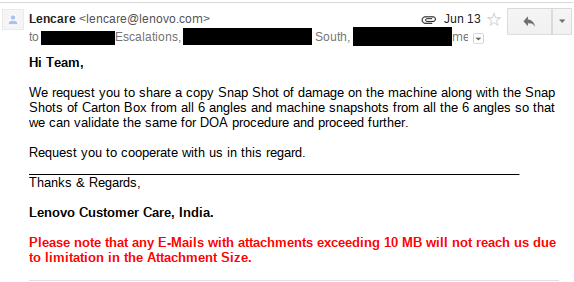 Lencare <lencare@lenovo.com> Jun 13
to Escalations, South, me
Hi Team,
We request you to share a copy Snap Shot of damage on the machine along with the Snap
Shots of Carton Box from all 6 angles and machine snapshots from all the 6 angles so that
we can validate the same for DOA procedure and proceed further.
Request you to cooperate with us in this regard.
Thanks & Regards,
Lenovo Customer Care, India.
Please note that any E-Mails with attachments exceeding 10 MB will not reach us due
to limitation in the Attachment Size.